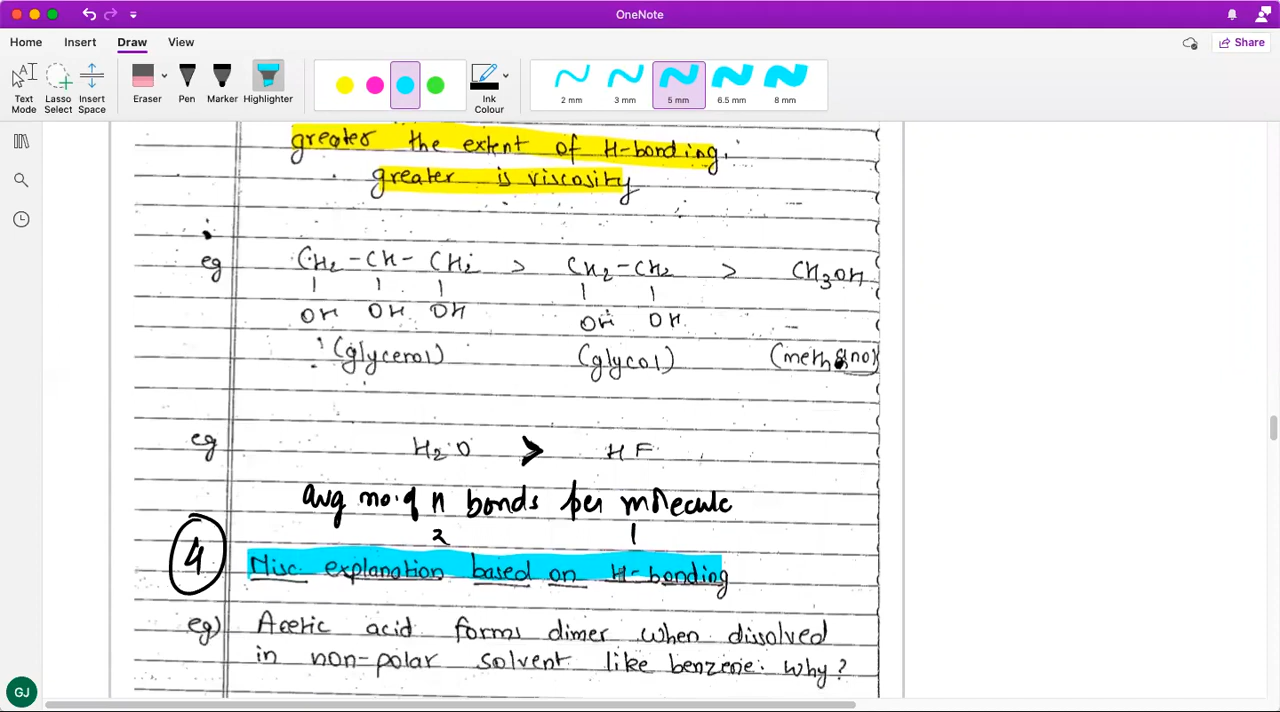 OneNote
Home Insert Draw View
Share
Text Mode
Lasso Select
Insert Space
Eraser
Pen
Marker
Highlighter
Ink Colour
2 mm
3 mm
5 mm
6.5 mm
8 mm
greater the extent of H-bonding.
greater is viscosity
eg CH2-CH-CH2 > CH2-CH2 > CH3OH
OH OH OH OH OH
(glycerol) (glycol) (methano)
eg H2O > HF
avg no. of H bonds per molecule
2 1
4 Misc. explanation based on H-bonding
eg) Acetic acid forms dimer when dissolved
in non-polar solvent like benzene. why?
GJ